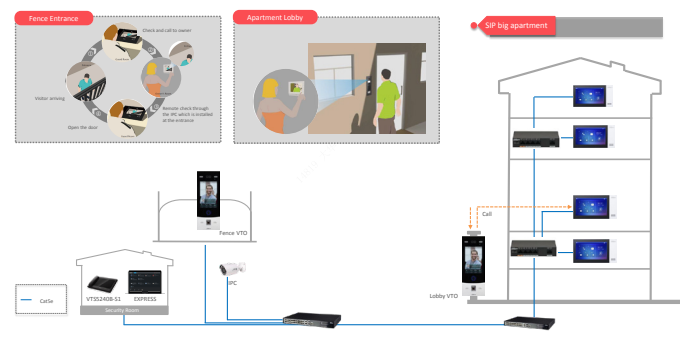 Fence Entrance
Check and call to owner
Visitor arriving
Remote check through
the IPC which is installed
at the entrance
Open the door
Apartment Lobby
SIP big apartment
Call
Fence VTO
IPC
Lobby VTO
VTS5240B-S1 EXPRESS
Security Room
Cat5e